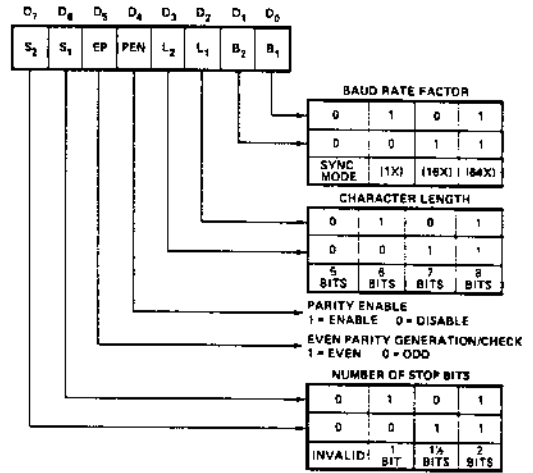 D7 D6 D5 D4 D3 D2 D1 D0
S2 S1 EP PEN L2 L1 B2 B1
BAUD RATE FACTOR
0 1 0 1
0 0 1 1
SYNC MODE (1X) (16X) (64X)
CHARACTER LENGTH
0 1 0 1
0 0 1 1
5 BITS 6 BITS 7 BITS 8 BITS
PARITY ENABLE
1 = ENABLE 0 = DISABLE
EVEN PARITY GENERATION/CHECK
1 = EVEN 0 = ODD
NUMBER OF STOP BITS
0 1 0 1
0 0 1 1
INVALID 1 BIT 1½ BITS 2 BITS